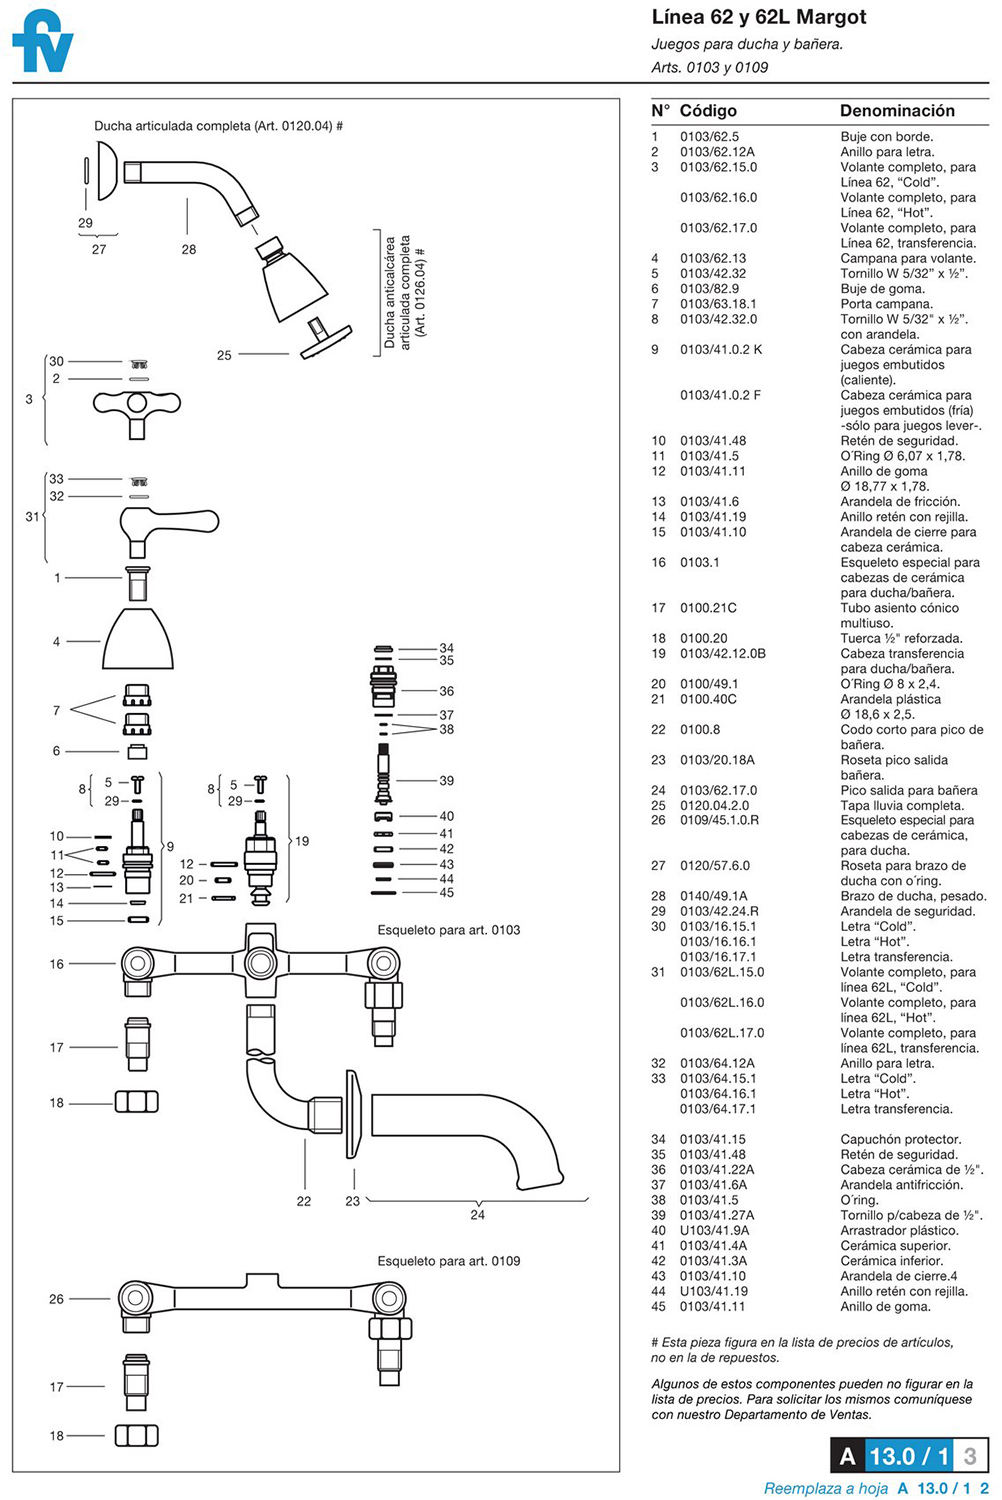 fv
Línea 62 y 62L Margot
Juegos para ducha y bañera.
Arts. 0103 y 0109
Ducha articulada completa (Art. 0120.04) #
29
27
28
Ducha anticalcárea
articulada completa
(Art. 0126.04) #
25
30
2
3
33
32
31
1
4
7
6
8
5
29
9
10
11
12
13
14
15
8
5
29
19
12
20
21
34
35
36
37
38
39
40
41
42
43
44
45
Esqueleto para art. 0103
16
17
18
22
23
24
Esqueleto para art. 0109
26
17
18
N° Código Denominación
1 0103/62.5 Buje con borde.
2 0103/62.12A Anillo para letra.
3 0103/62.15.0 Volante completo, para
Línea 62, “Cold”.
0103/62.16.0 Volante completo, para
Línea 62, “Hot”.
0103/62.17.0 Volante completo, para
Línea 62, transferencia.
4 0103/62.13 Campana para volante.
5 0103/42.32 Tornillo W 5/32” x ½”.
6 0103/82.9 Buje de goma.
7 0103/63.18.1 Porta campana.
8 0103/42.32.0 Tornillo W 5/32" x ½”.
con arandela.
9 0103/41.0.2 K Cabeza cerámica para
juegos embutidos
(caliente).
0103/41.0.2 F Cabeza cerámica para
juegos embutidos (fría)
-sólo para juegos lever-.
10 0103/41.48 Retén de seguridad.
11 0103/41.5 O´Ring Ø 6,07 x 1,78.
12 0103/41.11 Anillo de goma
Ø 18,77 x 1,78.
13 0103/41.6 Arandela de fricción.
14 0103/41.19 Anillo retén con rejilla.
15 0103/41.10 Arandela de cierre para
cabeza cerámica.
16 0103.1 Esqueleto especial para
cabezas de cerámica
para ducha/bañera.
17 0100.21C Tubo asiento cónico
multiuso.
18 0100.20 Tuerca ½" reforzada.
19 0103/42.12.0B Cabeza transferencia
para ducha/bañera.
20 0100/49.1 O´Ring Ø 8 x 2,4.
21 0100.40C Arandela plástica
Ø 18,6 x 2,5.
22 0100.8 Codo corto para pico de
bañera.
23 0103/20.18A Roseta pico salida
bañera.
24 0103/62.17.0 Pico salida para bañera
25 0120.04.2.0 Tapa lluvia completa.
26 0109/45.1.0.R Esqueleto especial para
cabezas de cerámica,
para ducha.
27 0120/57.6.0 Roseta para brazo de
ducha con o´ring.
28 0140/49.1A Brazo de ducha, pesado.
29 0103/42.24.R Arandela de seguridad.
30 0103/16.15.1 Letra “Cold”.
0103/16.16.1 Letra “Hot”.
0103/16.17.1 Letra transferencia.
31 0103/62L.15.0 Volante completo, para
línea 62L, “Cold”.
0103/62L.16.0 Volante completo, para
línea 62L, “Hot”.
0103/62L.17.0 Volante completo, para
línea 62L, transferencia.
32 0103/64.12A Anillo para letra.
33 0103/64.15.1 Letra “Cold”.
0103/64.16.1 Letra “Hot”.
0103/64.17.1 Letra transferencia.
34 0103/41.15 Capuchón protector.
35 0103/41.48 Retén de seguridad.
36 0103/41.22A Cabeza cerámica de ½".
37 0103/41.6A Arandela antifricción.
38 0103/41.5 O´ring.
39 0103/41.27A Tornillo p/cabeza de ½".
40 U103/41.9A Arrastrador plástico.
41 0103/41.4A Cerámica superior.
42 0103/41.3A Cerámica inferior.
43 0103/41.10 Arandela de cierre.4
44 U103/41.19 Anillo retén con rejilla.
45 0103/41.11 Anillo de goma.
# Esta pieza figura en la lista de precios de artículos,
no en la de repuestos.
Algunos de estos componentes pueden no figurar en la
lista de precios. Para solicitar los mismos comuníquese
con nuestro Departamento de Ventas.
A 13.0 / 1 3
Reemplaza a hoja A 13.0 / 1 2